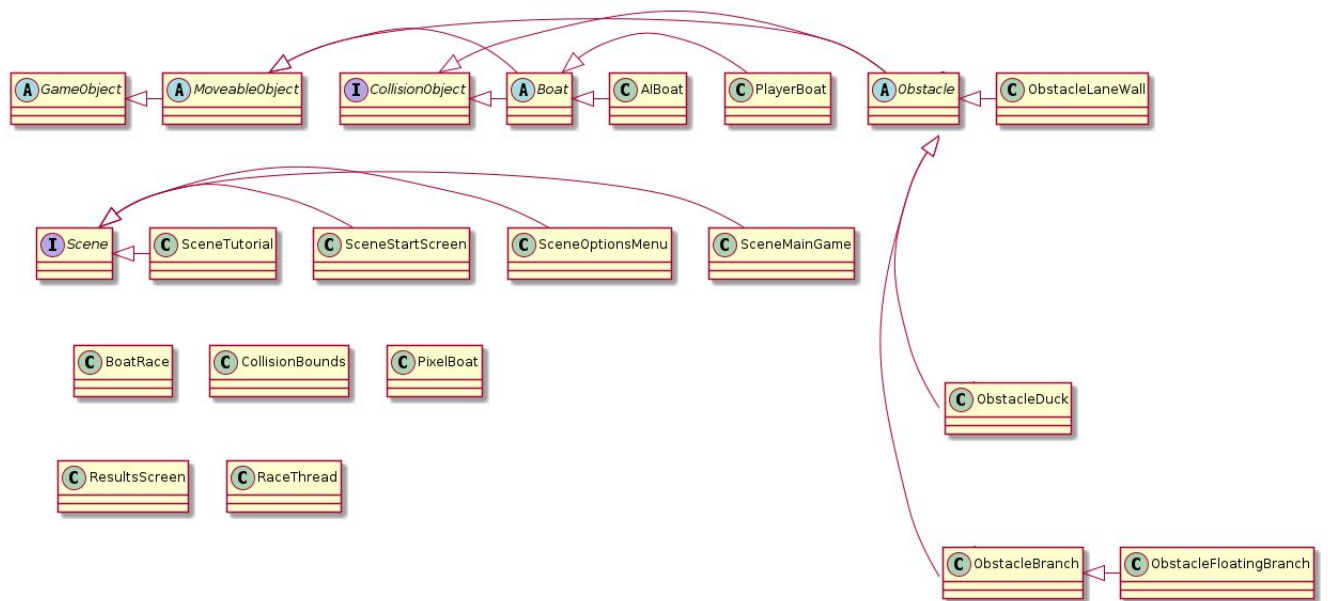 A GameObject
A MoveableObject
I CollisionObject
A Boat
C AIBoat
C PlayerBoat
A Obstacle
C ObstacleLaneWall
I Scene
C SceneTutorial
C SceneStartScreen
C SceneOptionsMenu
C SceneMainGame
C BoatRace
C CollisionBounds
C PixelBoat
C ObstacleDuck
C ResultsScreen
C RaceThread
C ObstacleBranch
C ObstacleFloatingBranch